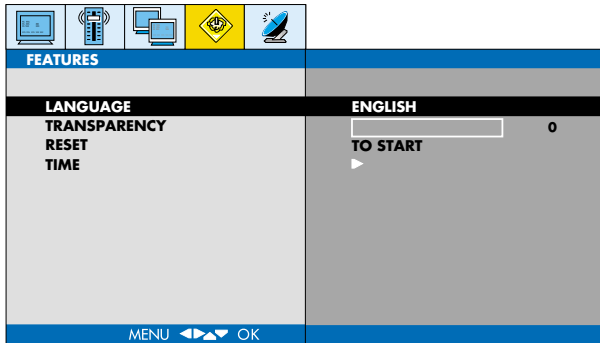 FEATURES
LANGUAGE ENGLISH
TRANSPARENCY 0
RESET TO START
TIME
MENU OK